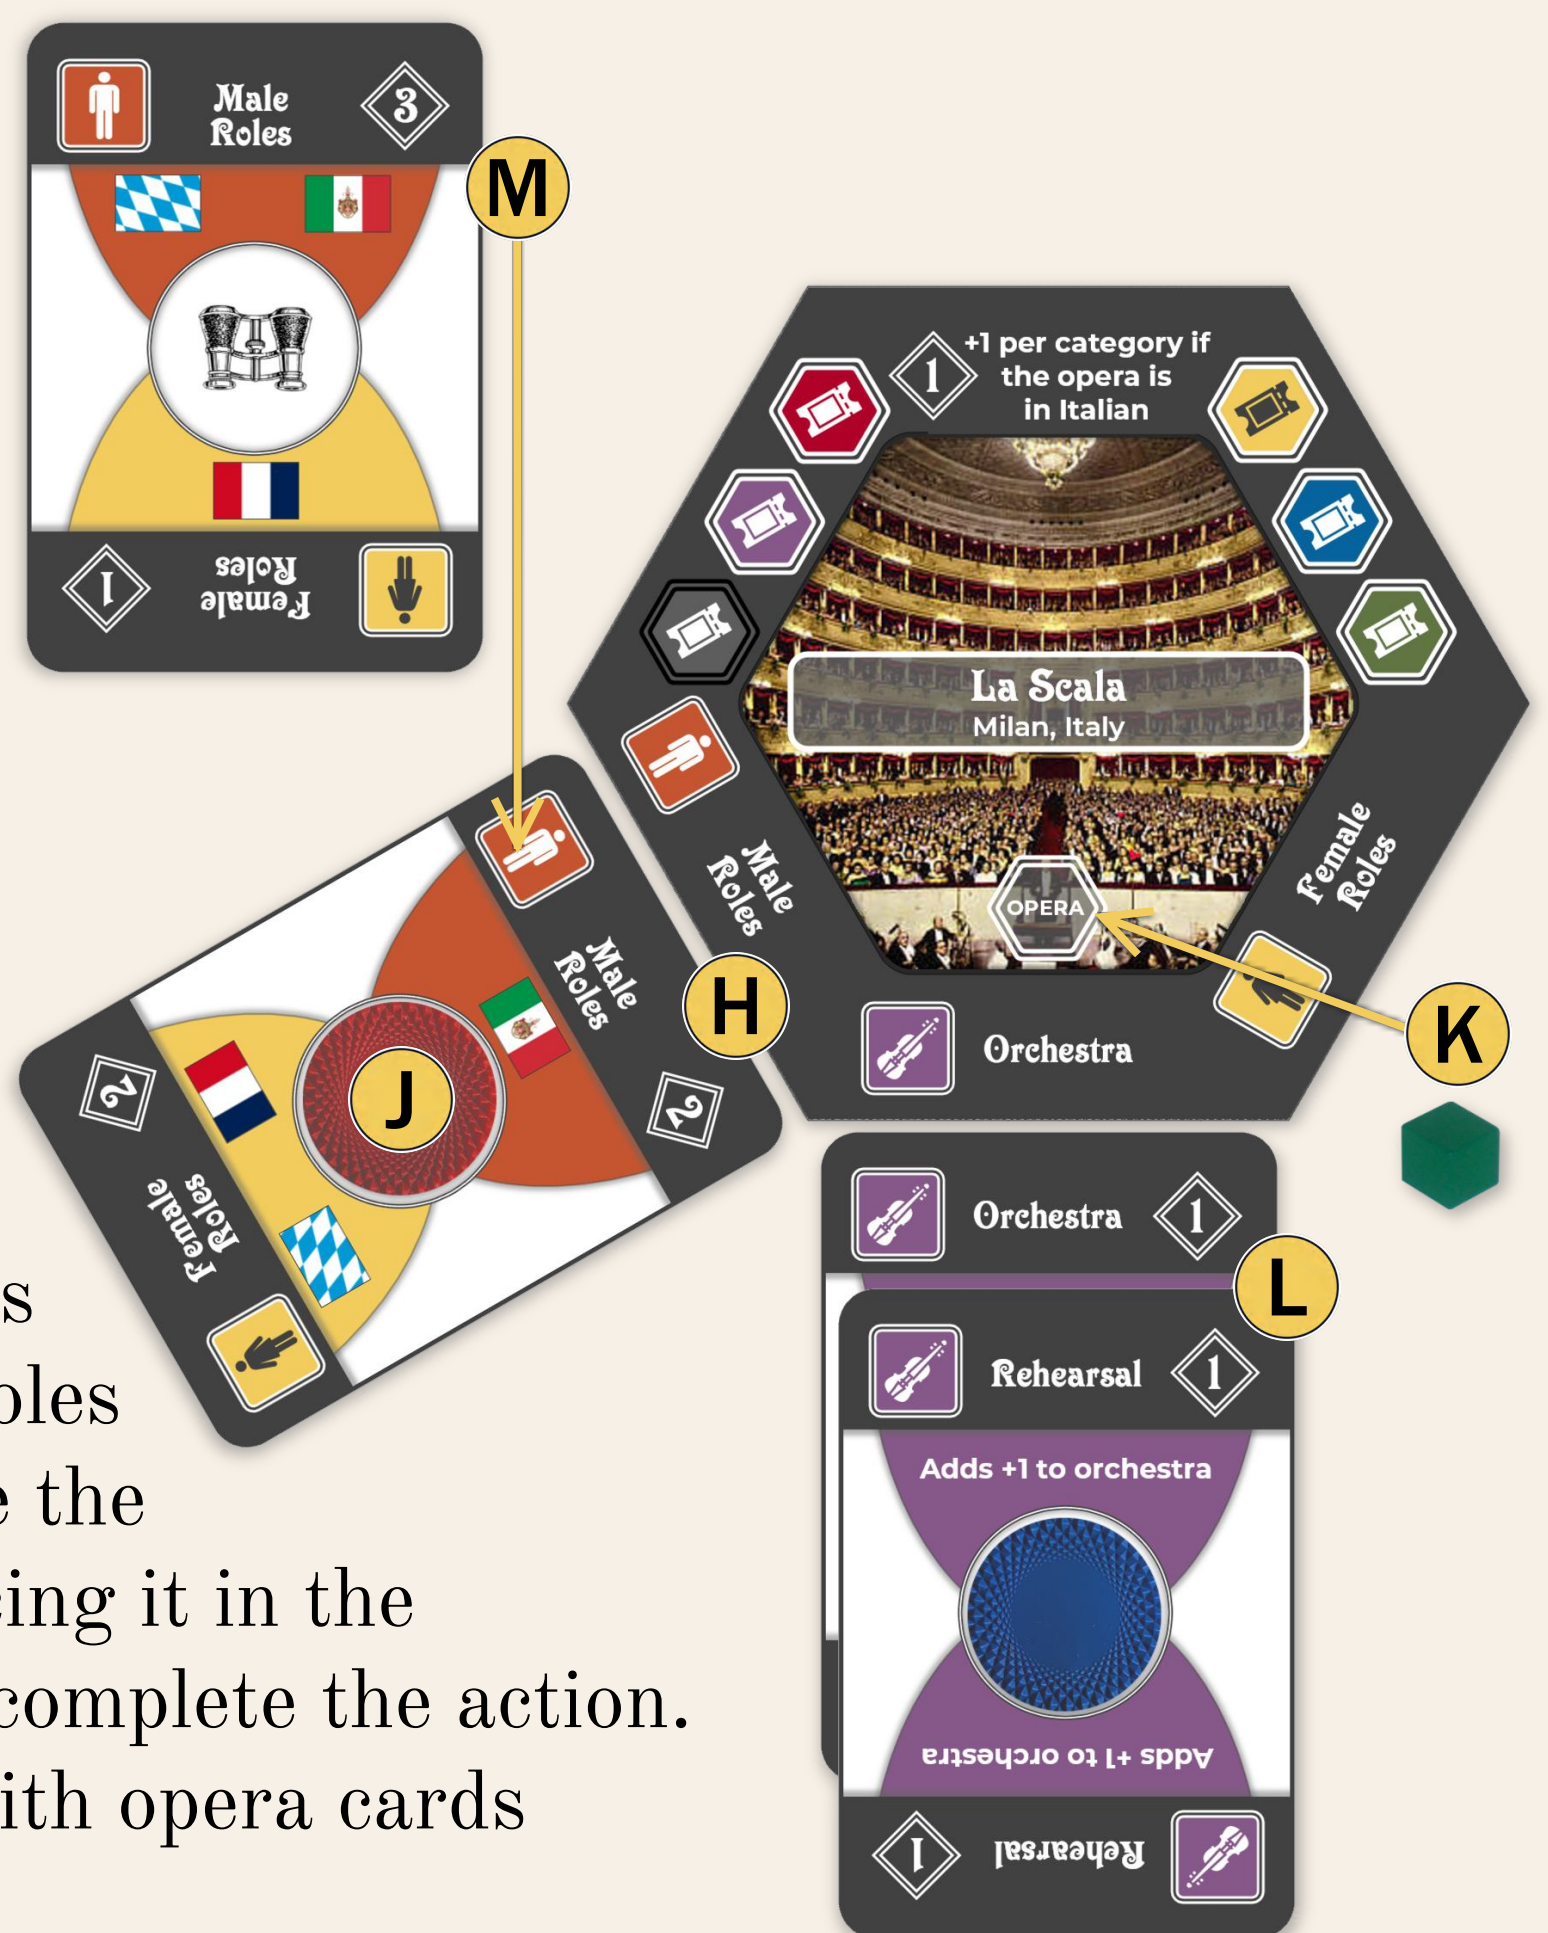 Male
Roles
3
M
1
Female
Roles
1
+1 per category if
the opera is
in Italian
La Scala
Milan, Italy
OPERA
Male
Roles
Female
Roles
Orchestra
K
Male
Roles
2
H
J
2
Female
Roles
Orchestra
1
L
Rehearsal
1
Adds +1 to orchestra
Adds +1 to orchestra
1
Rehearsal
s
oles
e the
cing it in the
complete the action.
ith opera cards